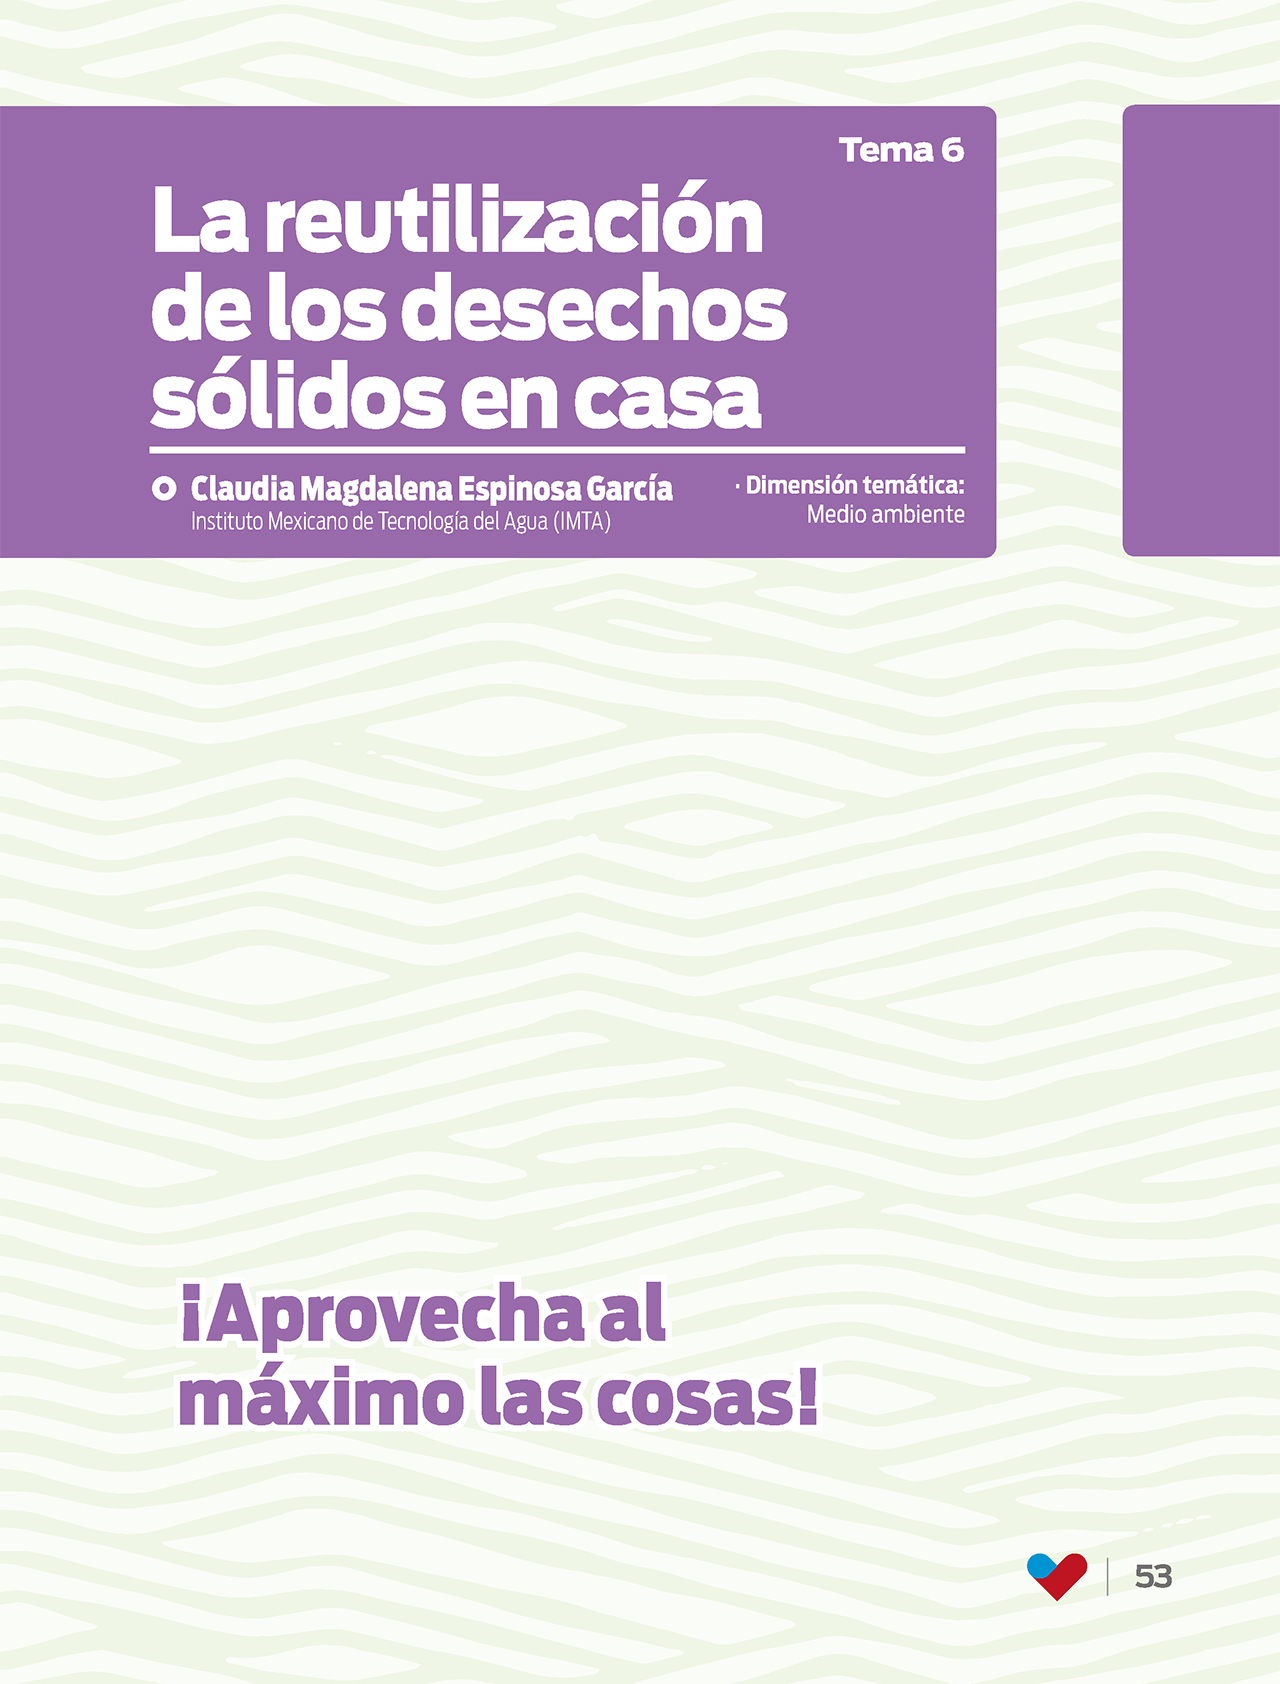 Tema 6
La reutilización
de los desechos
sólidos en casa
Claudia Magdalena Espinosa García
Instituto Mexicano de Tecnología del Agua (IMTA)
· Dimensión temática:
Medio ambiente
¡Aprovecha al
máximo las cosas!
53